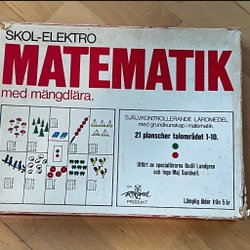 SKOL-ELEKTRO
MATEMATIK
med mängdlära.
SJÄLVKONTROLLERANDE LÄROMEDEL
med grundkunskap i matematik.
21 planscher talområdet 1-10.
Utfört av speciallärarna Bodil Lundgren
och Inga-Maj Sandkull.
PRODUKT
Lämplig ålder från 5 år